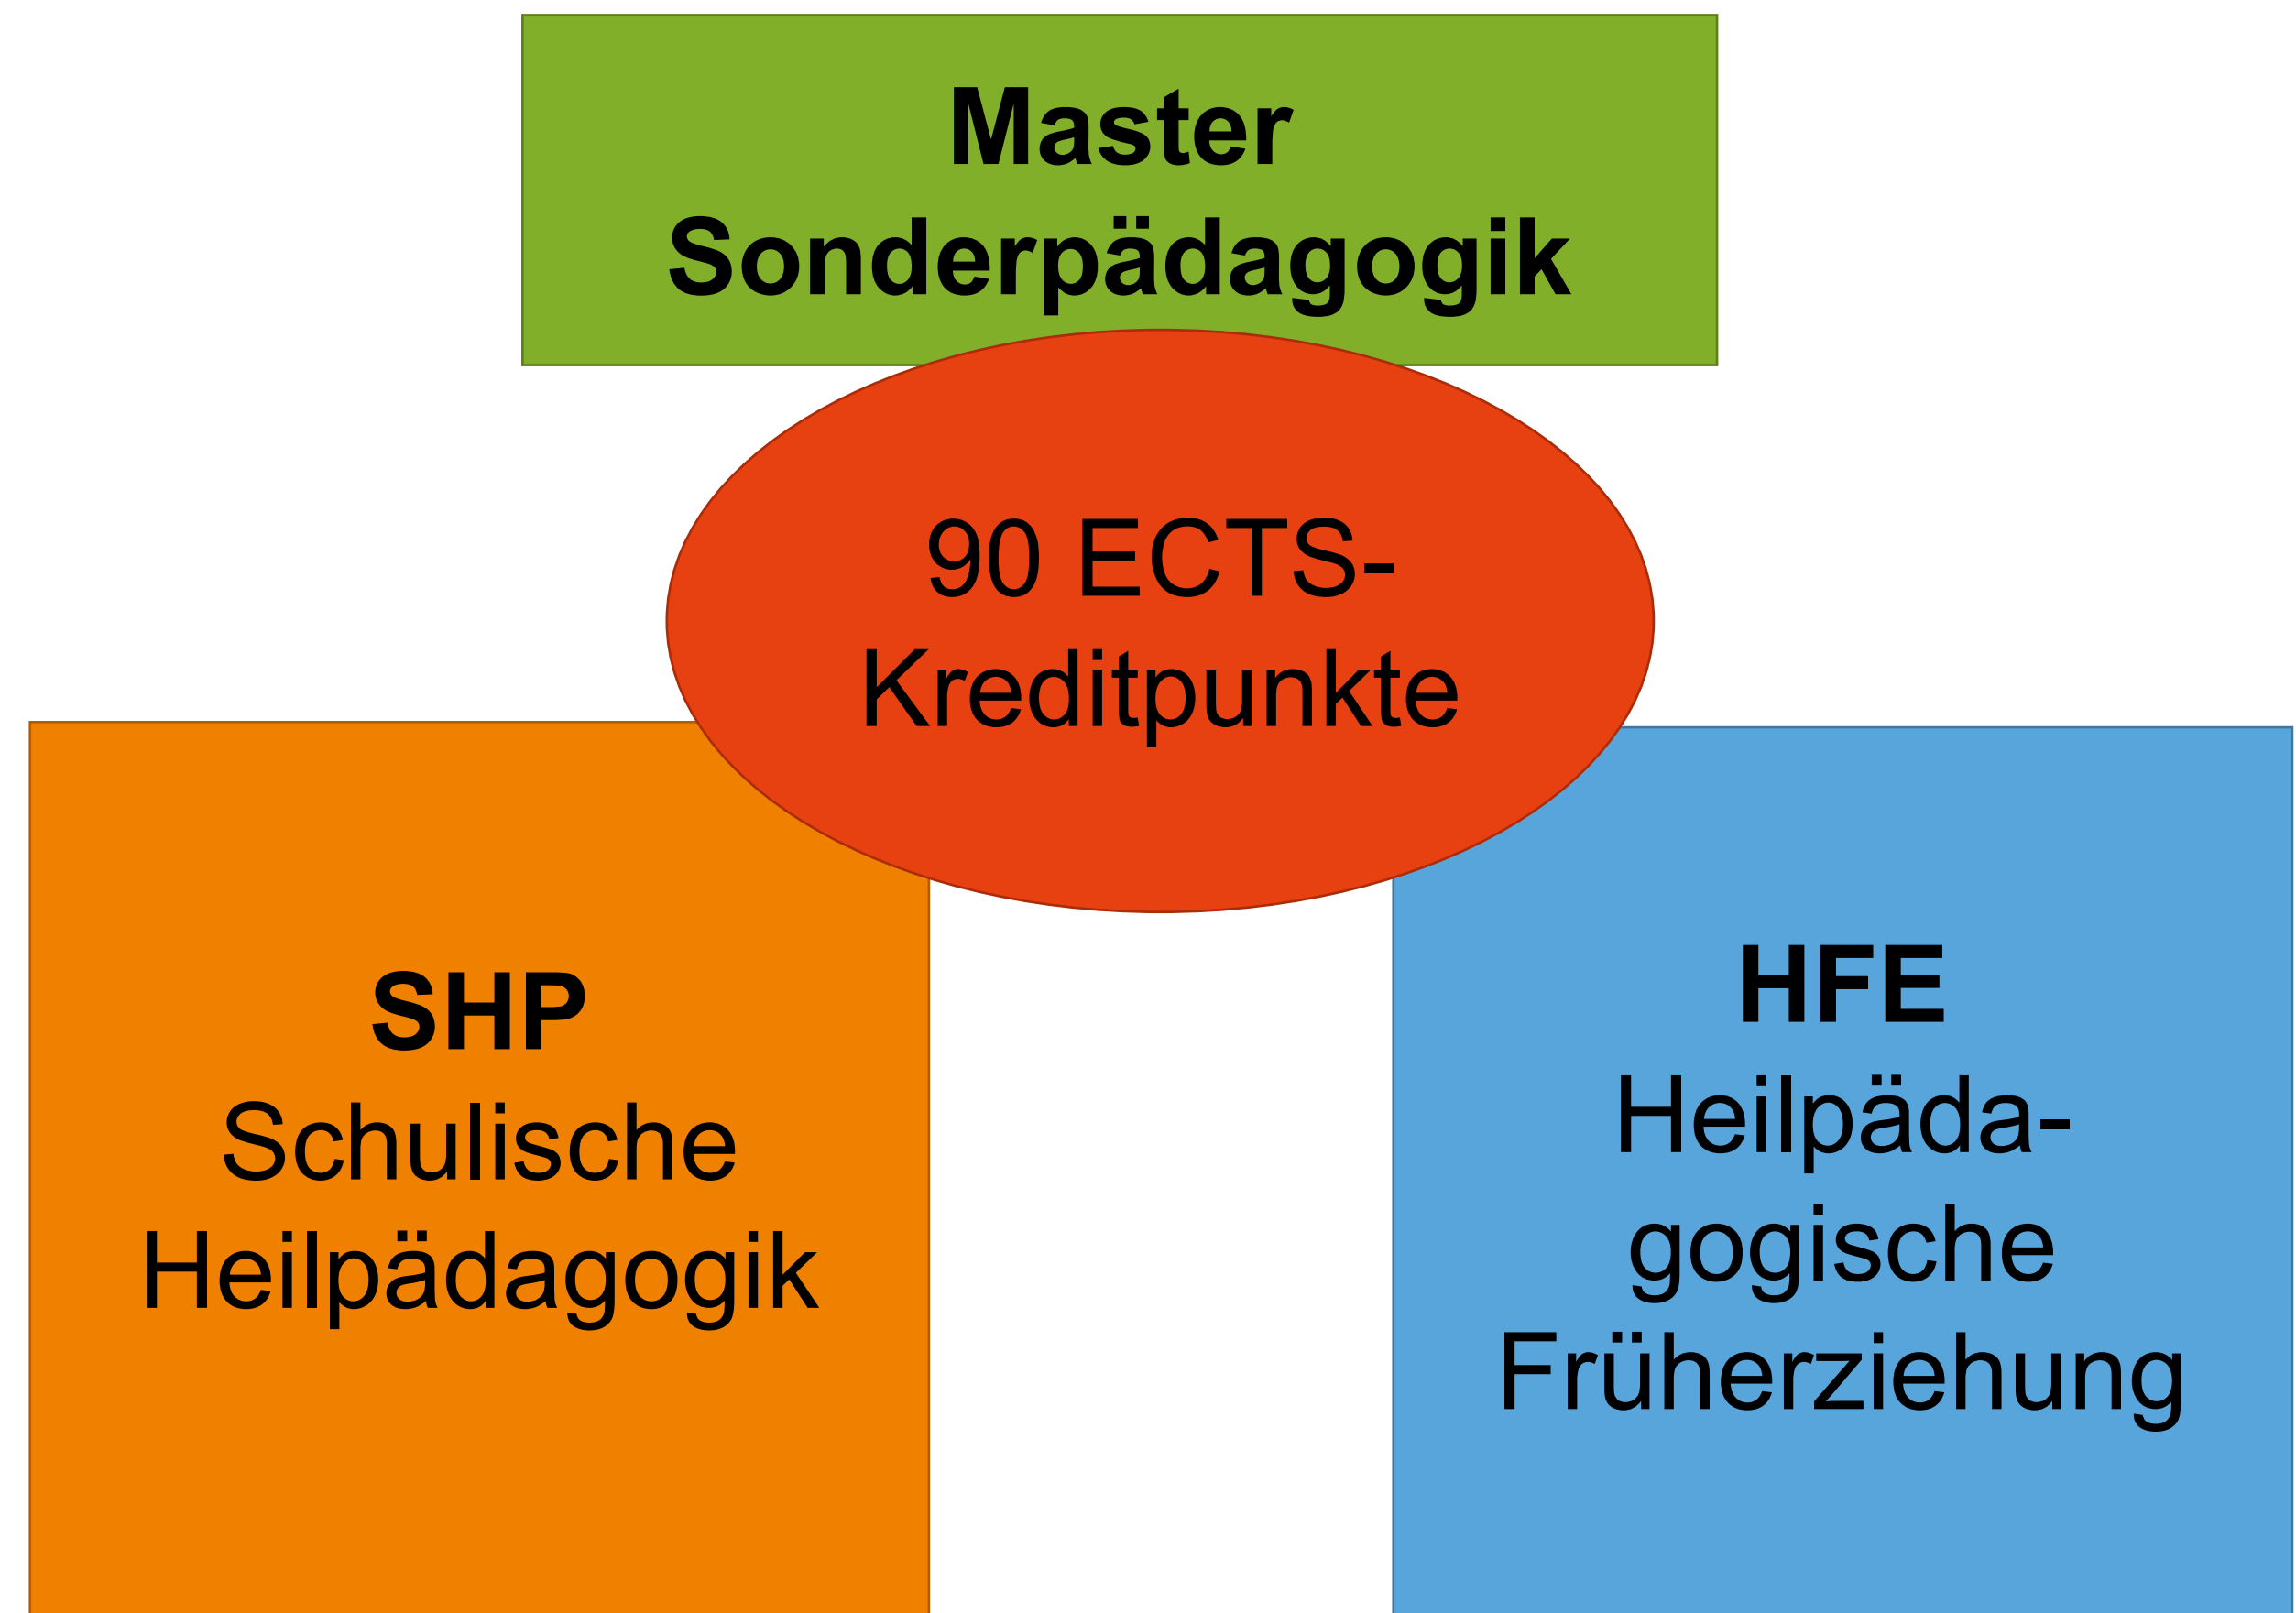 Master
Sonderpädagogik
90 ECTS-
Kreditpunkte
SHP
Schulische
Heilpädagogik
HFE
Heilpäda-
gogische
Früherziehung